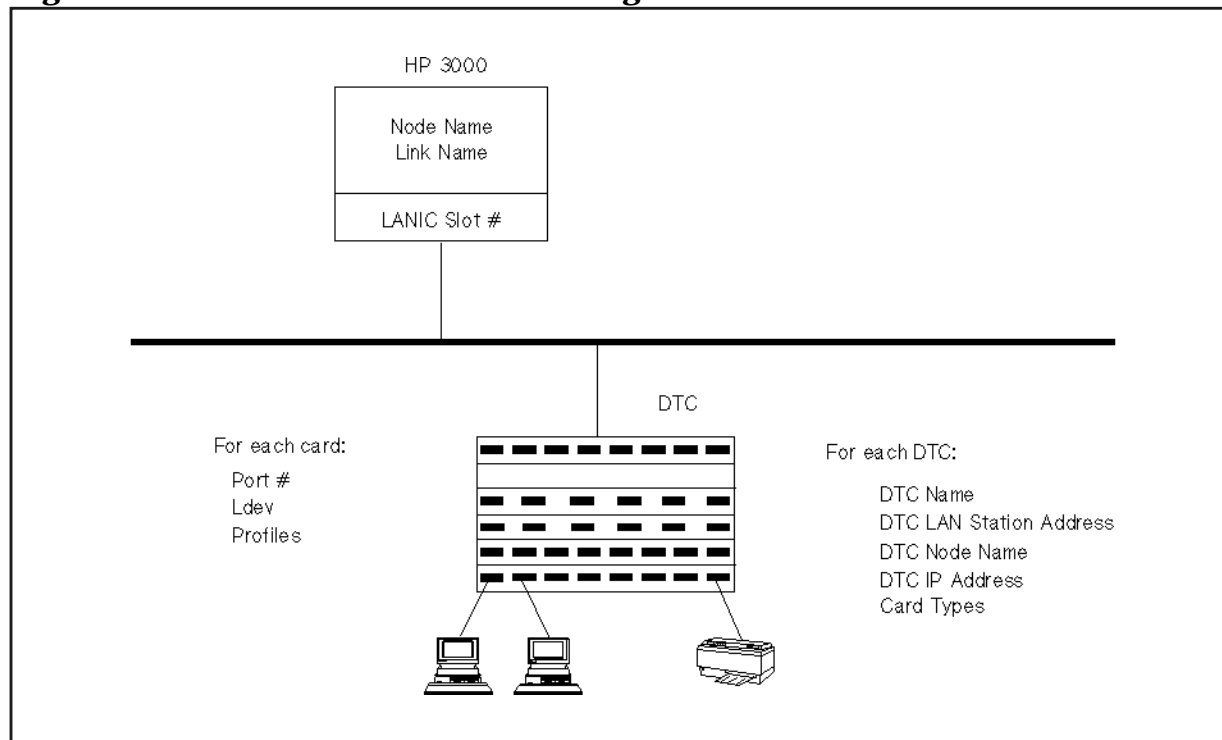 HP 3000
Node Name
Link Name
LANIC Slot #
DTC
For each card:
Port #
Ldev
Profiles
For each DTC:
DTC Name
DTC LAN Station Address
DTC Node Name
DTC IP Address
Card Types